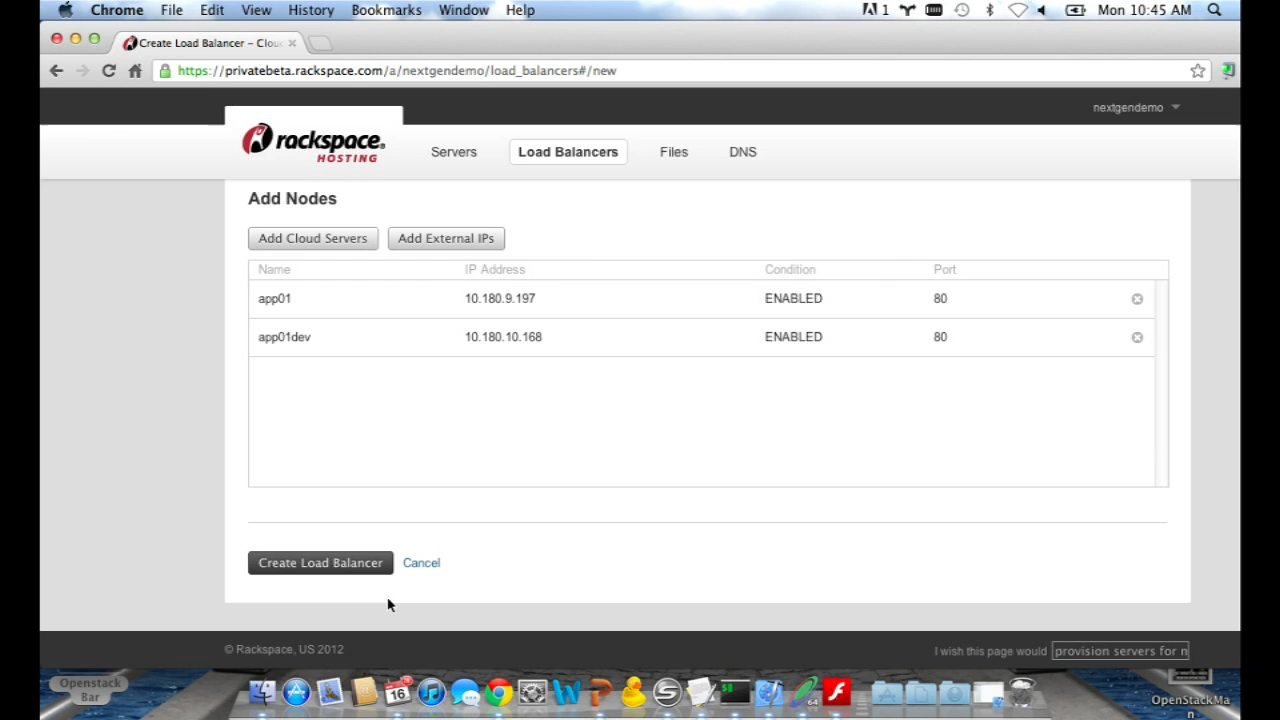 Chrome File Edit View History Bookmarks Window Help 1 Mon 10:45 AM
Create Load Balancer – Clou
https://privatebeta.rackspace.com/a/nextgendemo/load_balancers#/new
nextgendemo
rackspace®
HOSTING
Servers Load Balancers Files DNS
Add Nodes
Add Cloud Servers Add External IPs
Name IP Address Condition Port
app01 10.180.9.197 ENABLED 80
app01dev 10.180.10.168 ENABLED 80
Create Load Balancer Cancel
© Rackspace, US 2012
I wish this page would provision servers for n
Openstack
Bar
16
64
OpenStackMa
n